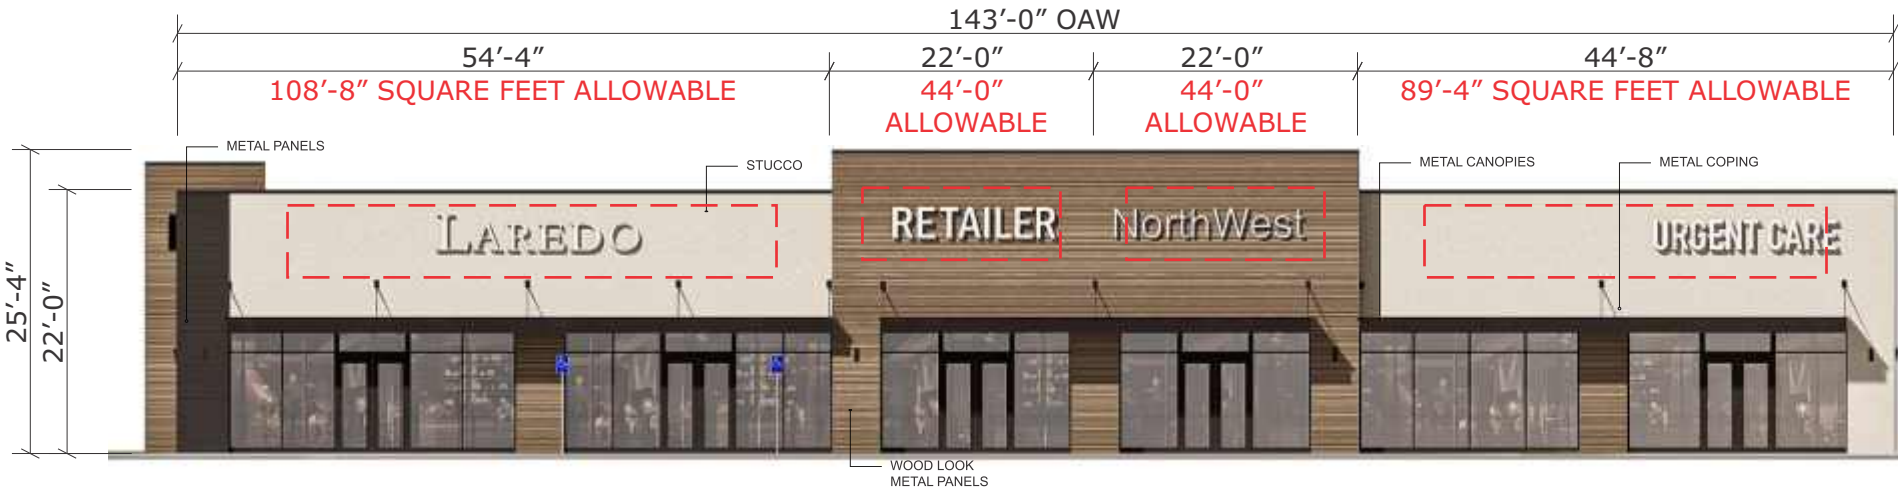 143’-0” OAW
54’-4”
22’-0”
22’-0”
44’-8”
108’-8” SQUARE FEET ALLOWABLE
44’-0”
ALLOWABLE
44’-0”
ALLOWABLE
89’-4” SQUARE FEET ALLOWABLE
METAL PANELS
STUCCO
METAL CANOPIES
METAL COPING
LAREDO
RETAILER
NorthWest
URGENT CARE
25’-4”
22’-0”
WOOD LOOK
METAL PANELS